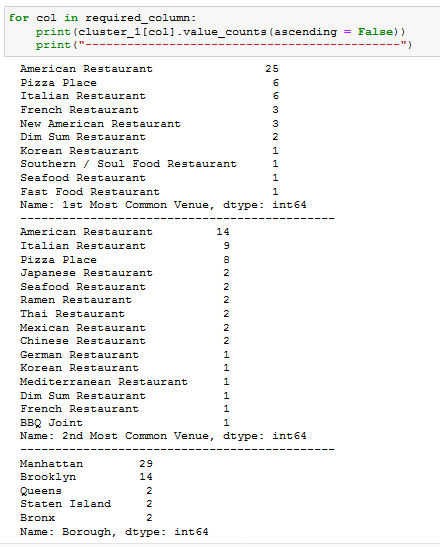 for col in required_column:
    print(cluster_1[col].value_counts(ascending = False))
    print("---------------------------------------------")
American Restaurant                25
Pizza Place                         6
Italian Restaurant                  6
French Restaurant                   3
New American Restaurant             3
Dim Sum Restaurant                  2
Korean Restaurant                   1
Southern / Soul Food Restaurant     1
Seafood Restaurant                  1
Fast Food Restaurant                1
Name: 1st Most Common Venue, dtype: int64
---------------------------------------------
American Restaurant         14
Italian Restaurant           9
Pizza Place                  8
Japanese Restaurant          2
Seafood Restaurant           2
Ramen Restaurant             2
Thai Restaurant              2
Mexican Restaurant           2
Chinese Restaurant           2
German Restaurant            1
Korean Restaurant            1
Mediterranean Restaurant     1
Dim Sum Restaurant           1
French Restaurant            1
BBQ Joint                    1
Name: 2nd Most Common Venue, dtype: int64
---------------------------------------------
Manhattan        29
Brooklyn         14
Queens            2
Staten Island     2
Bronx             2
Name: Borough, dtype: int64